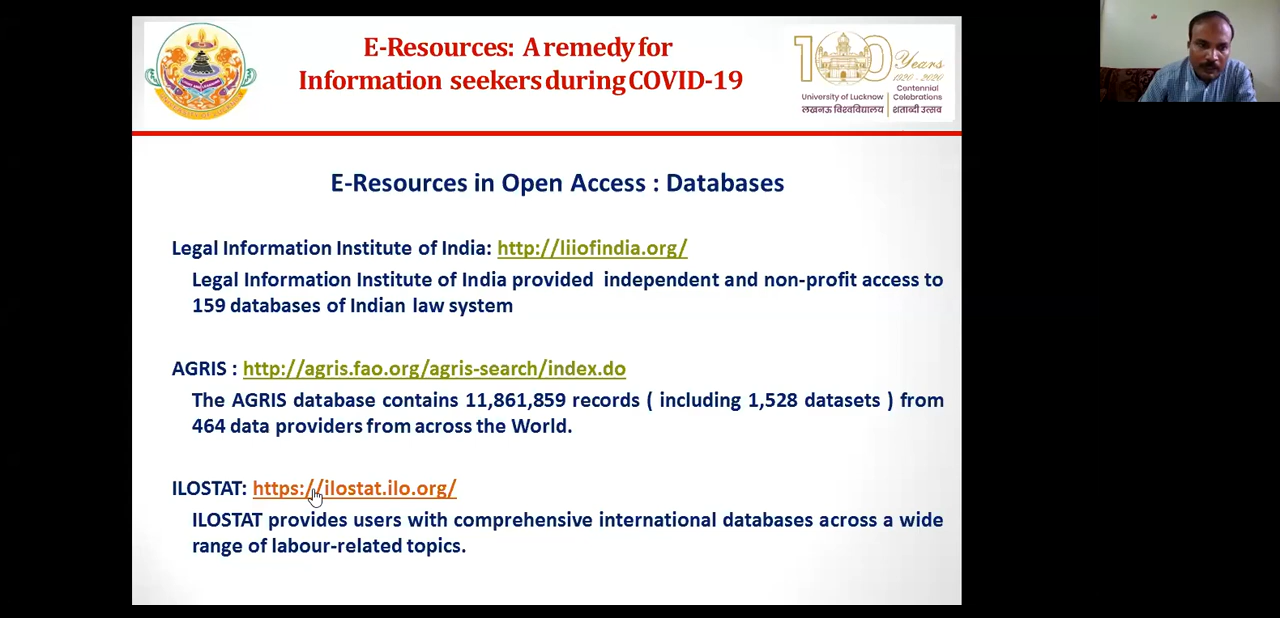 E-Resources: A remedy for
Information seekers during COVID-19
100 Years
1920 - 2020
University of Lucknow
Centennial
Celebrations
लखनऊ विश्वविद्यालय
शताब्दी उत्सव
E-Resources in Open Access : Databases
Legal Information Institute of India: http://liiofindia.org/
Legal Information Institute of India provided independent and non-profit access to
159 databases of Indian law system
AGRIS : http://agris.fao.org/agris-search/index.do
The AGRIS database contains 11,861,859 records ( including 1,528 datasets ) from
464 data providers from across the World.
ILOSTAT: https://ilostat.ilo.org/
ILOSTAT provides users with comprehensive international databases across a wide
range of labour-related topics.